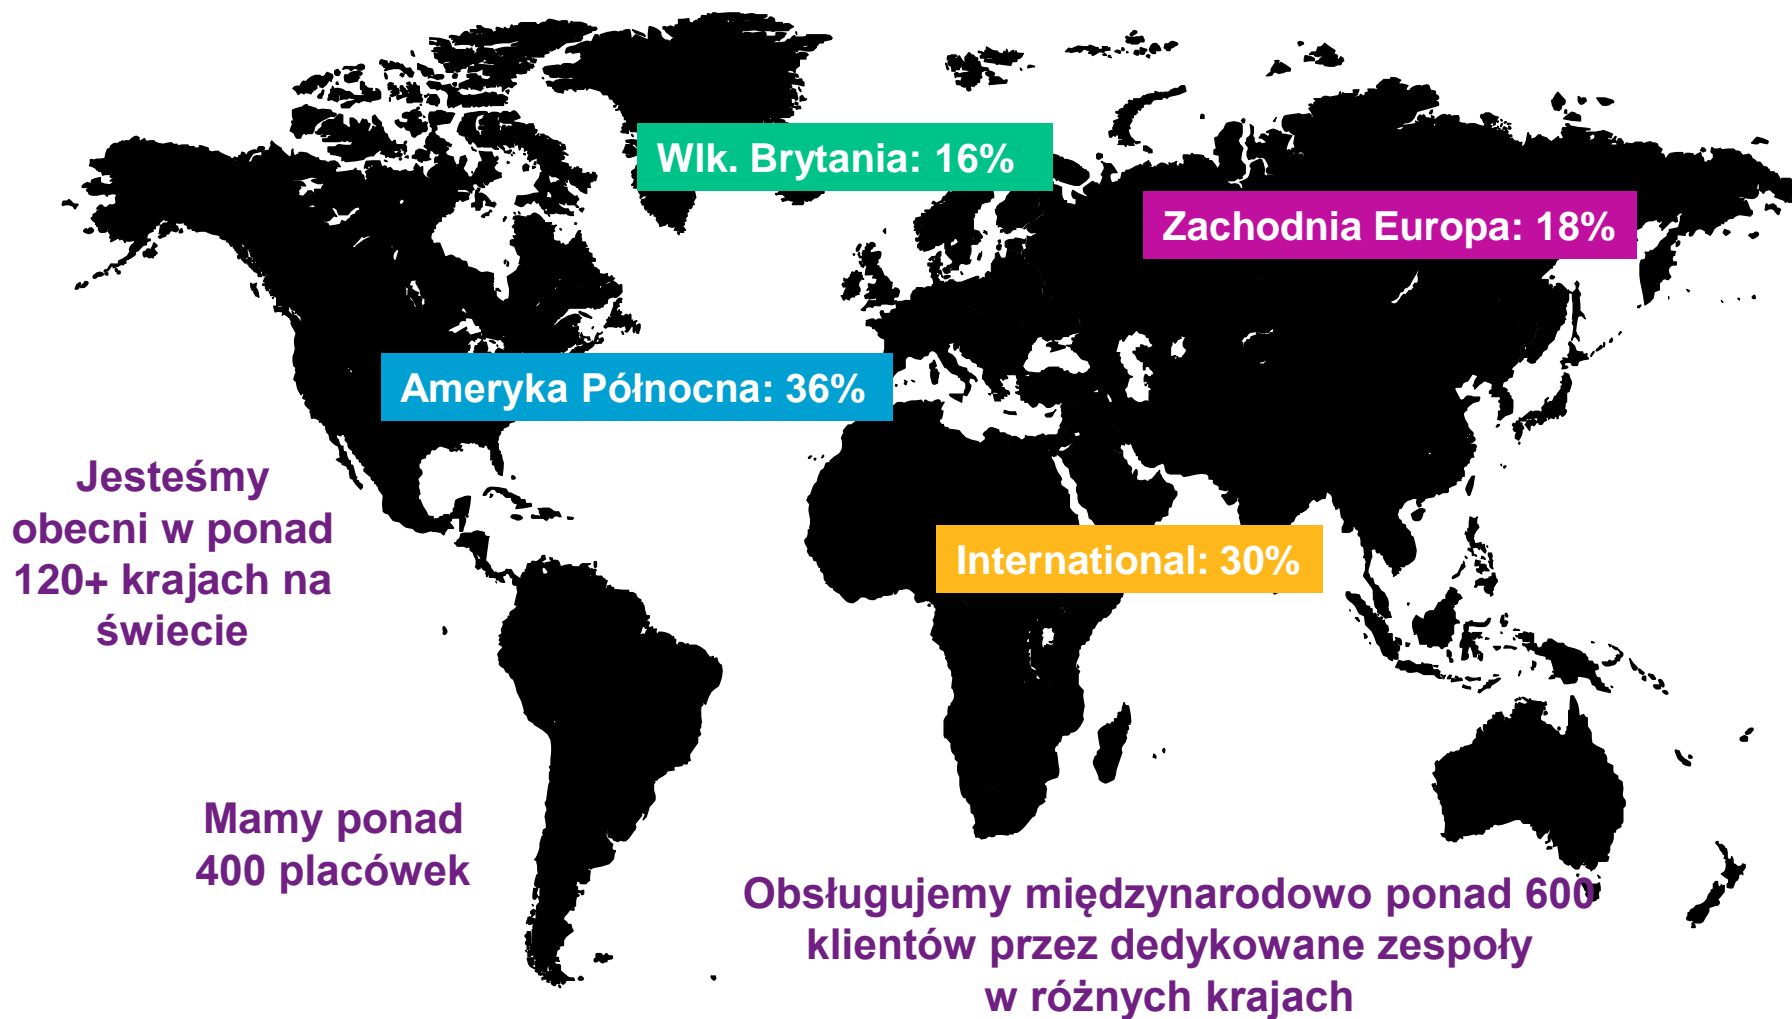 Wlk. Brytania: 16%
Zachodnia Europa: 18%
Ameryka Północna: 36%
Jesteśmy
obecni w ponad
120+ krajach na
świecie
International: 30%
Mamy ponad
400 placówek
Obsługujemy międzynarodowo ponad 600
klientów przez dedykowane zespoły
w różnych krajach